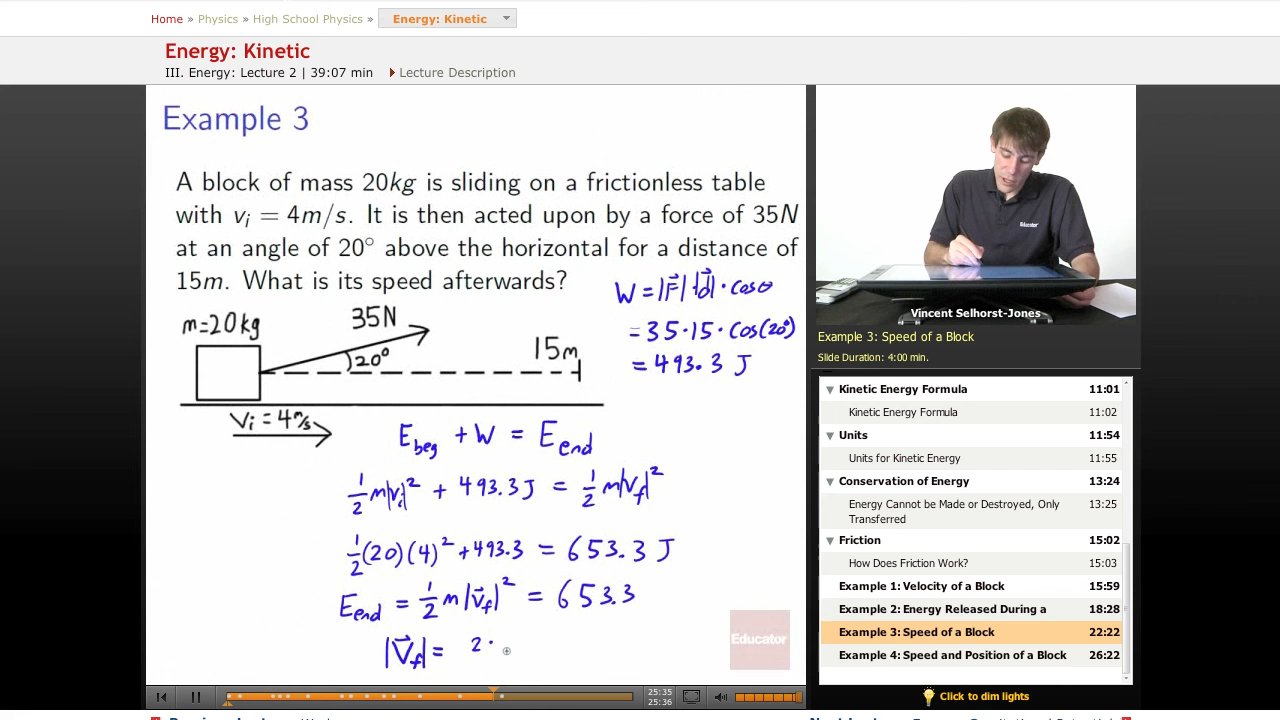 Home » Physics » High School Physics » Energy: Kinetic
Energy: Kinetic
III. Energy: Lecture 2 | 39:07 min Lecture Description
Example 3
A block of mass 20kg is sliding on a frictionless table
with vᵢ = 4m/s. It is then acted upon by a force of 35N
at an angle of 20° above the horizontal for a distance of
15m. What is its speed afterwards?
W = |F⃗| |d⃗| · cosθ
= 35·15 · cos(20°)
= 493.3 J
m=20kg
35N
20°
15m
Vᵢ = 4m/s
E_beg + W = E_end
½m|vᵢ|² + 493.3J = ½m|v_f|²
½(20)(4)² + 493.3 = 653.3 J
E_end = ½m|v⃗_f|² = 653.3
|V⃗_f| = 2·
Educator
Educator
Vincent Selhorst-Jones
Example 3: Speed of a Block
Slide Duration: 4:00 min.
Kinetic Energy Formula 11:01
Kinetic Energy Formula 11:02
Units 11:54
Units for Kinetic Energy 11:55
Conservation of Energy 13:24
Energy Cannot be Made or Destroyed, Only 13:25
Transferred
Friction 15:02
How Does Friction Work? 15:03
Example 1: Velocity of a Block 15:59
Example 2: Energy Released During a 18:28
Example 3: Speed of a Block 22:22
Example 4: Speed and Position of a Block 26:22
25:35
25:36
Click to dim lights